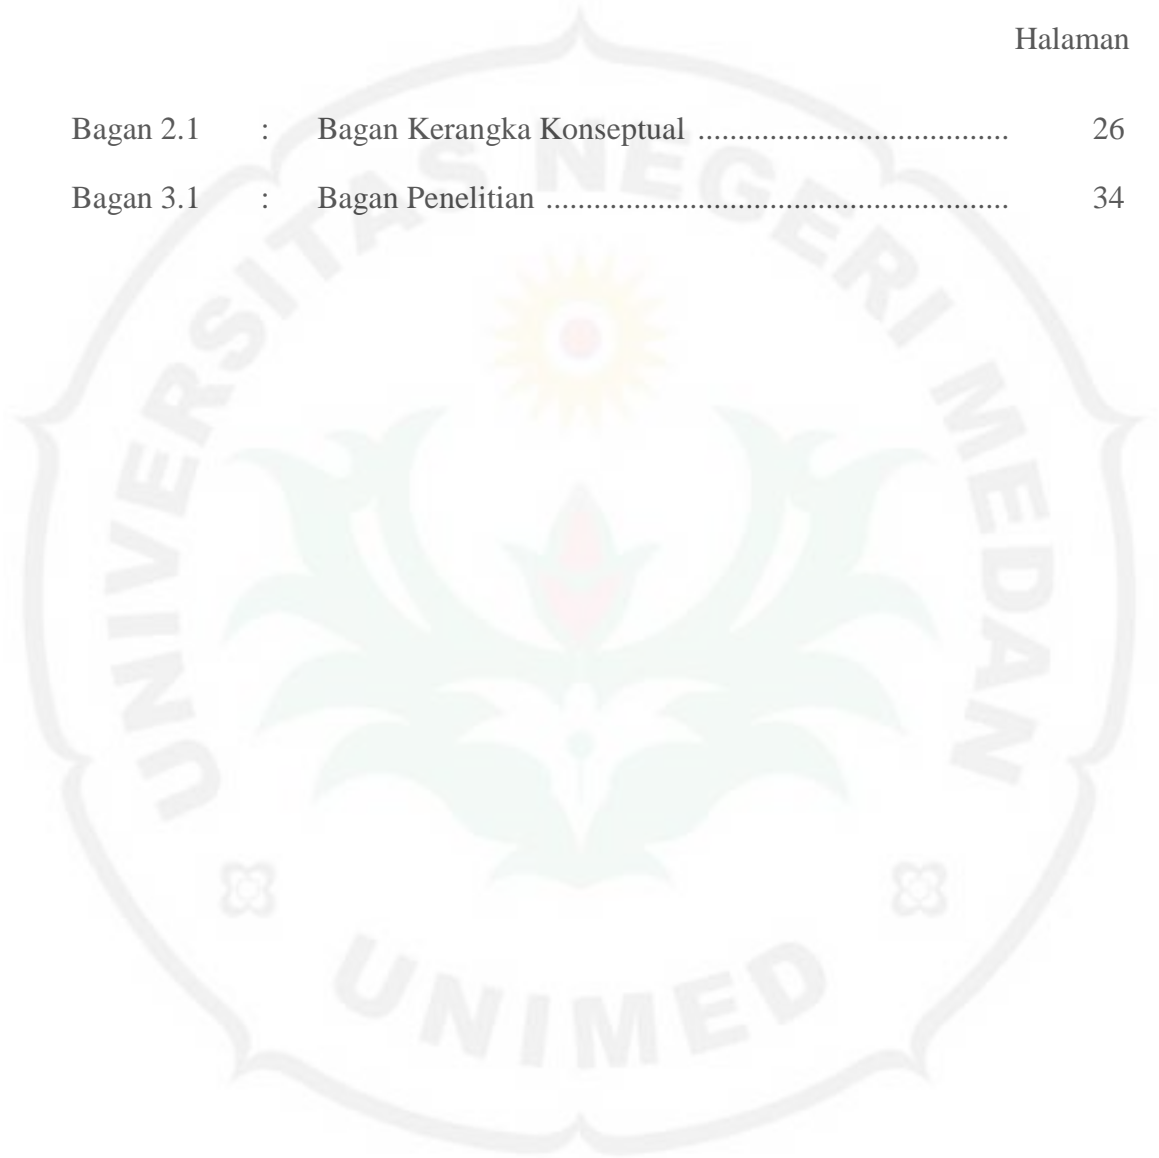 Halaman
Bagan 2.1 : Bagan Kerangka Konseptual ...................................... 26
Bagan 3.1 : Bagan Penelitian ......................................................... 34
UNIVERSITAS NEGERI MEDAN
UNIMED